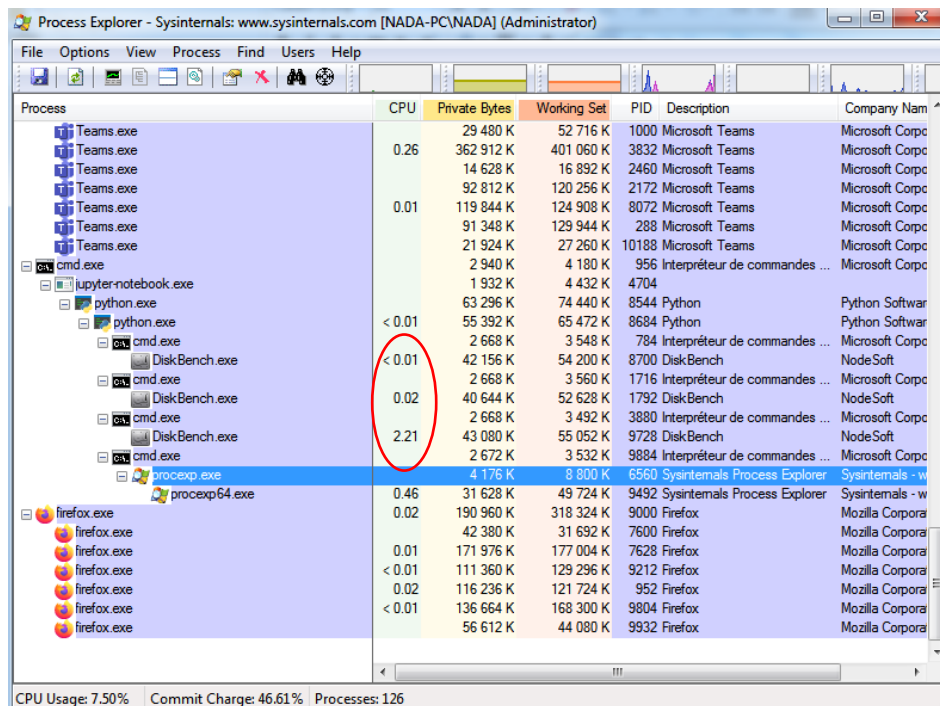 Process Explorer - Sysinternals: www.sysinternals.com [NADA-PC\NADA] (Administrator)
File Options View Process Find Users Help
Process CPU Private Bytes Working Set PID Description Company Nam
Teams.exe 29 480 K 52 716 K 1000 Microsoft Teams Microsoft Corpo
Teams.exe 0.26 362 912 K 401 060 K 3832 Microsoft Teams Microsoft Corpo
Teams.exe 14 628 K 16 892 K 2460 Microsoft Teams Microsoft Corpo
Teams.exe 92 812 K 120 256 K 2172 Microsoft Teams Microsoft Corpo
Teams.exe 0.01 119 844 K 124 908 K 8072 Microsoft Teams Microsoft Corpo
Teams.exe 91 348 K 129 944 K 288 Microsoft Teams Microsoft Corpo
Teams.exe 21 924 K 27 260 K 10188 Microsoft Teams Microsoft Corpo
cmd.exe 2 940 K 4 180 K 956 Interpréteur de commandes ... Microsoft Corpo
jupyter-notebook.exe 1 932 K 4 432 K 4704
python.exe 63 296 K 74 440 K 8544 Python Python Softwar
python.exe < 0.01 55 392 K 65 472 K 8684 Python Python Softwar
cmd.exe 2 668 K 3 548 K 784 Interpréteur de commandes ... Microsoft Corpo
DiskBench.exe < 0.01 42 156 K 54 200 K 8700 DiskBench NodeSoft
cmd.exe 2 668 K 3 560 K 1716 Interpréteur de commandes ... Microsoft Corpo
DiskBench.exe 0.02 40 644 K 52 628 K 1792 DiskBench NodeSoft
cmd.exe 2 668 K 3 492 K 3880 Interpréteur de commandes ... Microsoft Corpo
DiskBench.exe 2.21 43 080 K 55 052 K 9728 DiskBench NodeSoft
cmd.exe 2 672 K 3 532 K 9884 Interpréteur de commandes ... Microsoft Corpo
procexp.exe 4 176 K 8 800 K 6560 Sysinternals Process Explorer Sysinternals - w
procexp64.exe 0.46 31 628 K 49 724 K 9492 Sysinternals Process Explorer Sysinternals - w
firefox.exe 0.02 190 960 K 318 324 K 9000 Firefox Mozilla Corpora
firefox.exe 42 380 K 31 692 K 7600 Firefox Mozilla Corpora
firefox.exe 0.01 171 976 K 177 004 K 7628 Firefox Mozilla Corpora
firefox.exe < 0.01 111 360 K 129 296 K 9212 Firefox Mozilla Corpora
firefox.exe 0.02 116 236 K 121 724 K 952 Firefox Mozilla Corpora
firefox.exe < 0.01 136 664 K 168 300 K 9804 Firefox Mozilla Corpora
firefox.exe 56 612 K 44 080 K 9932 Firefox Mozilla Corpora
CPU Usage: 7.50% Commit Charge: 46.61% Processes: 126